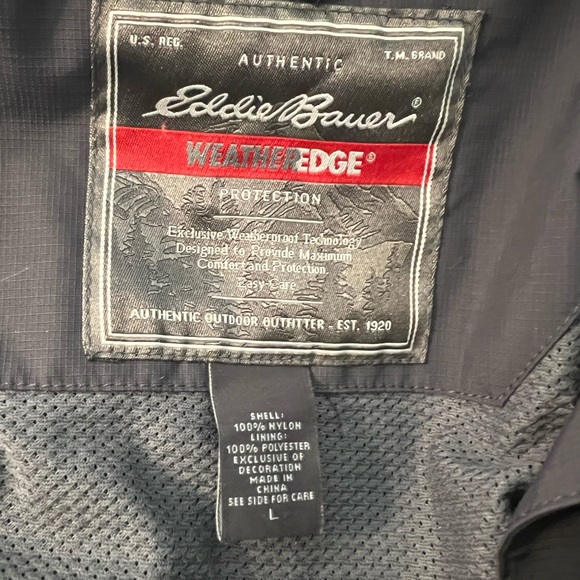 U.S. REG. T.M. BRAND
AUTHENTIC
Eddie Bauer®
WEATHEREDGE®
PROTECTION
Exclusive Weatherproof Technology
Designed to Provide Maximum
Comfort and Protection.
Easy Care
AUTHENTIC OUTDOOR OUTFITTER - EST. 1920
SHELL:
100% NYLON
LINING:
100% POLYESTER
EXCLUSIVE OF
DECORATION
MADE IN
CHINA
SEE SIDE FOR CARE
L